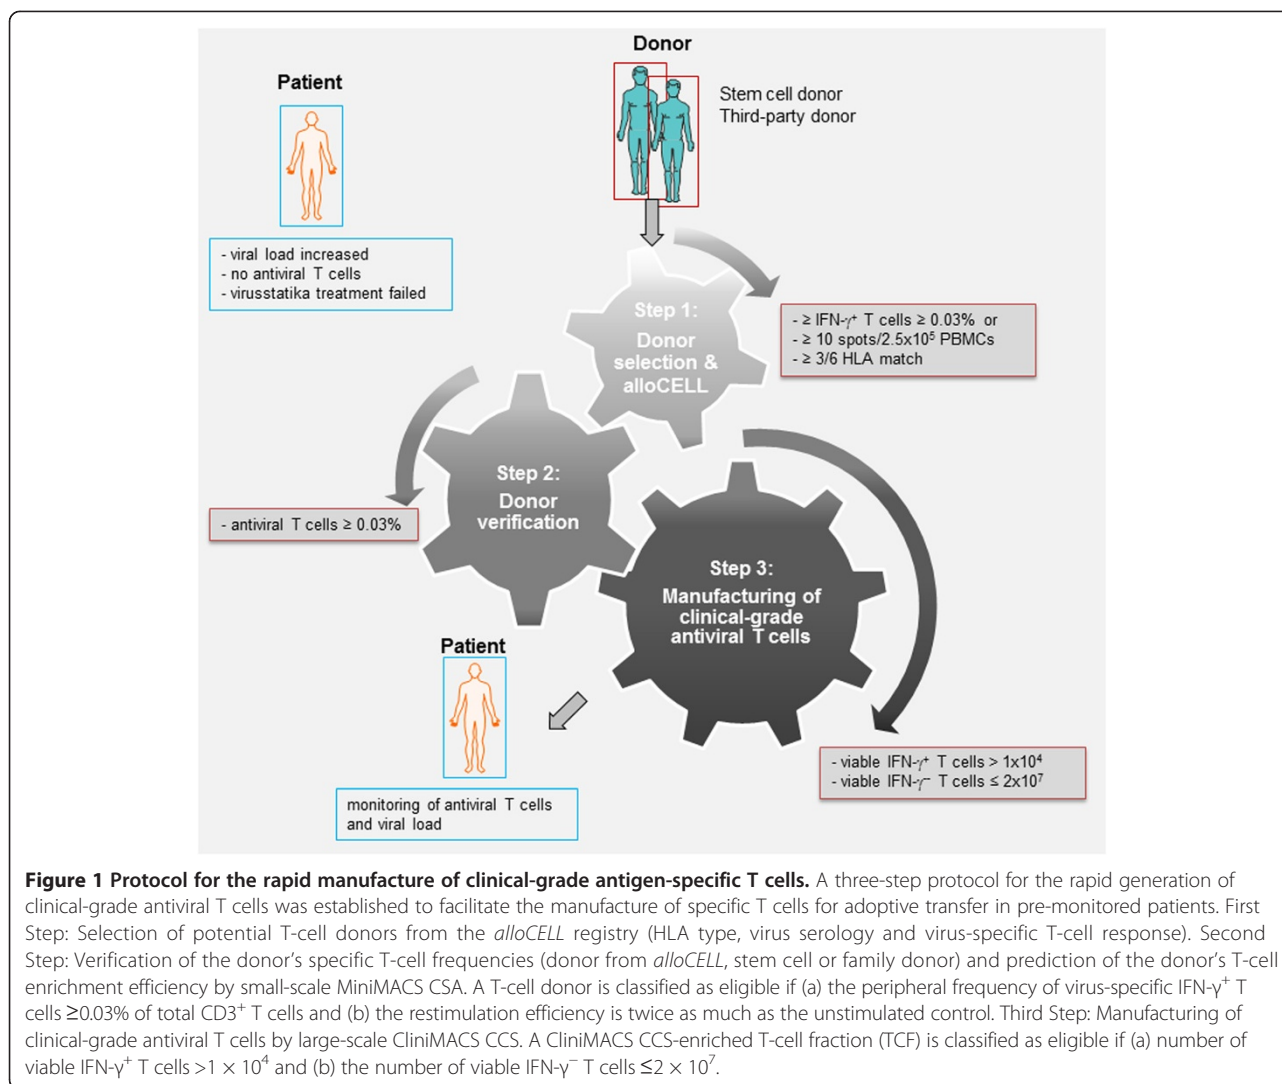 Donor
Patient
Stem cell donor
Third-party donor
- viral load increased
- no antiviral T cells
- virusstatika treatment failed
Step 1:
Donor
selection &
alloCELL
- ≥ IFN-γ⁺ T cells ≥ 0.03% or
- ≥ 10 spots/2.5x10⁵ PBMCs
- ≥ 3/6 HLA match
Step 2:
Donor
verification
- antiviral T cells ≥ 0.03%
Step 3:
Manufacturing of
clinical-grade
antiviral T cells
Patient
monitoring of antiviral T cells
and viral load
- viable IFN-γ⁺ T cells > 1x10⁴
- viable IFN-γ⁻ T cells ≤ 2x10⁷
Figure 1 Protocol for the rapid manufacture of clinical-grade antigen-specific T cells. A three-step protocol for the rapid generation of
clinical-grade antiviral T cells was established to facilitate the manufacture of specific T cells for adoptive transfer in pre-monitored patients. First
Step: Selection of potential T-cell donors from the alloCELL registry (HLA type, virus serology and virus-specific T-cell response). Second
Step: Verification of the donor's specific T-cell frequencies (donor from alloCELL, stem cell or family donor) and prediction of the donor's T-cell
enrichment efficiency by small-scale MiniMACS CSA. A T-cell donor is classified as eligible if (a) the peripheral frequency of virus-specific IFN-γ⁺ T
cells ≥0.03% of total CD3⁺ T cells and (b) the restimulation efficiency is twice as much as the unstimulated control. Third Step: Manufacturing of
clinical-grade antiviral T cells by large-scale CliniMACS CCS. A CliniMACS CCS-enriched T-cell fraction (TCF) is classified as eligible if (a) number of
viable IFN-γ⁺ T cells >1 × 10⁴ and (b) the number of viable IFN-γ⁻ T cells ≤2 × 10⁷.